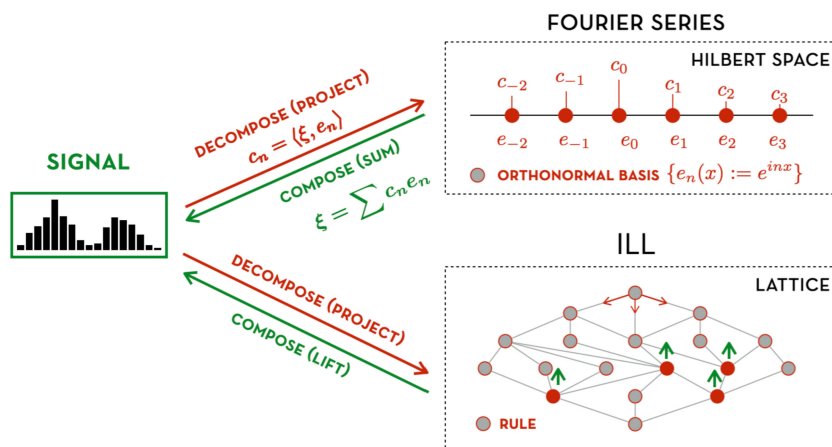 FOURIER SERIES
HILBERT SPACE
c₋₂ c₋₁ c₀ c₁ c₂ c₃
e₋₂ e₋₁ e₀ e₁ e₂ e₃
ORTHONORMAL BASIS {eₙ(x) := e^{inx}}
DECOMPOSE (PROJECT)
cₙ = ⟨ξ, eₙ⟩
COMPOSE (SUM)
ξ = ∑ cₙeₙ
SIGNAL
DECOMPOSE (PROJECT)
COMPOSE (LIFT)
ILL
LATTICE
RULE